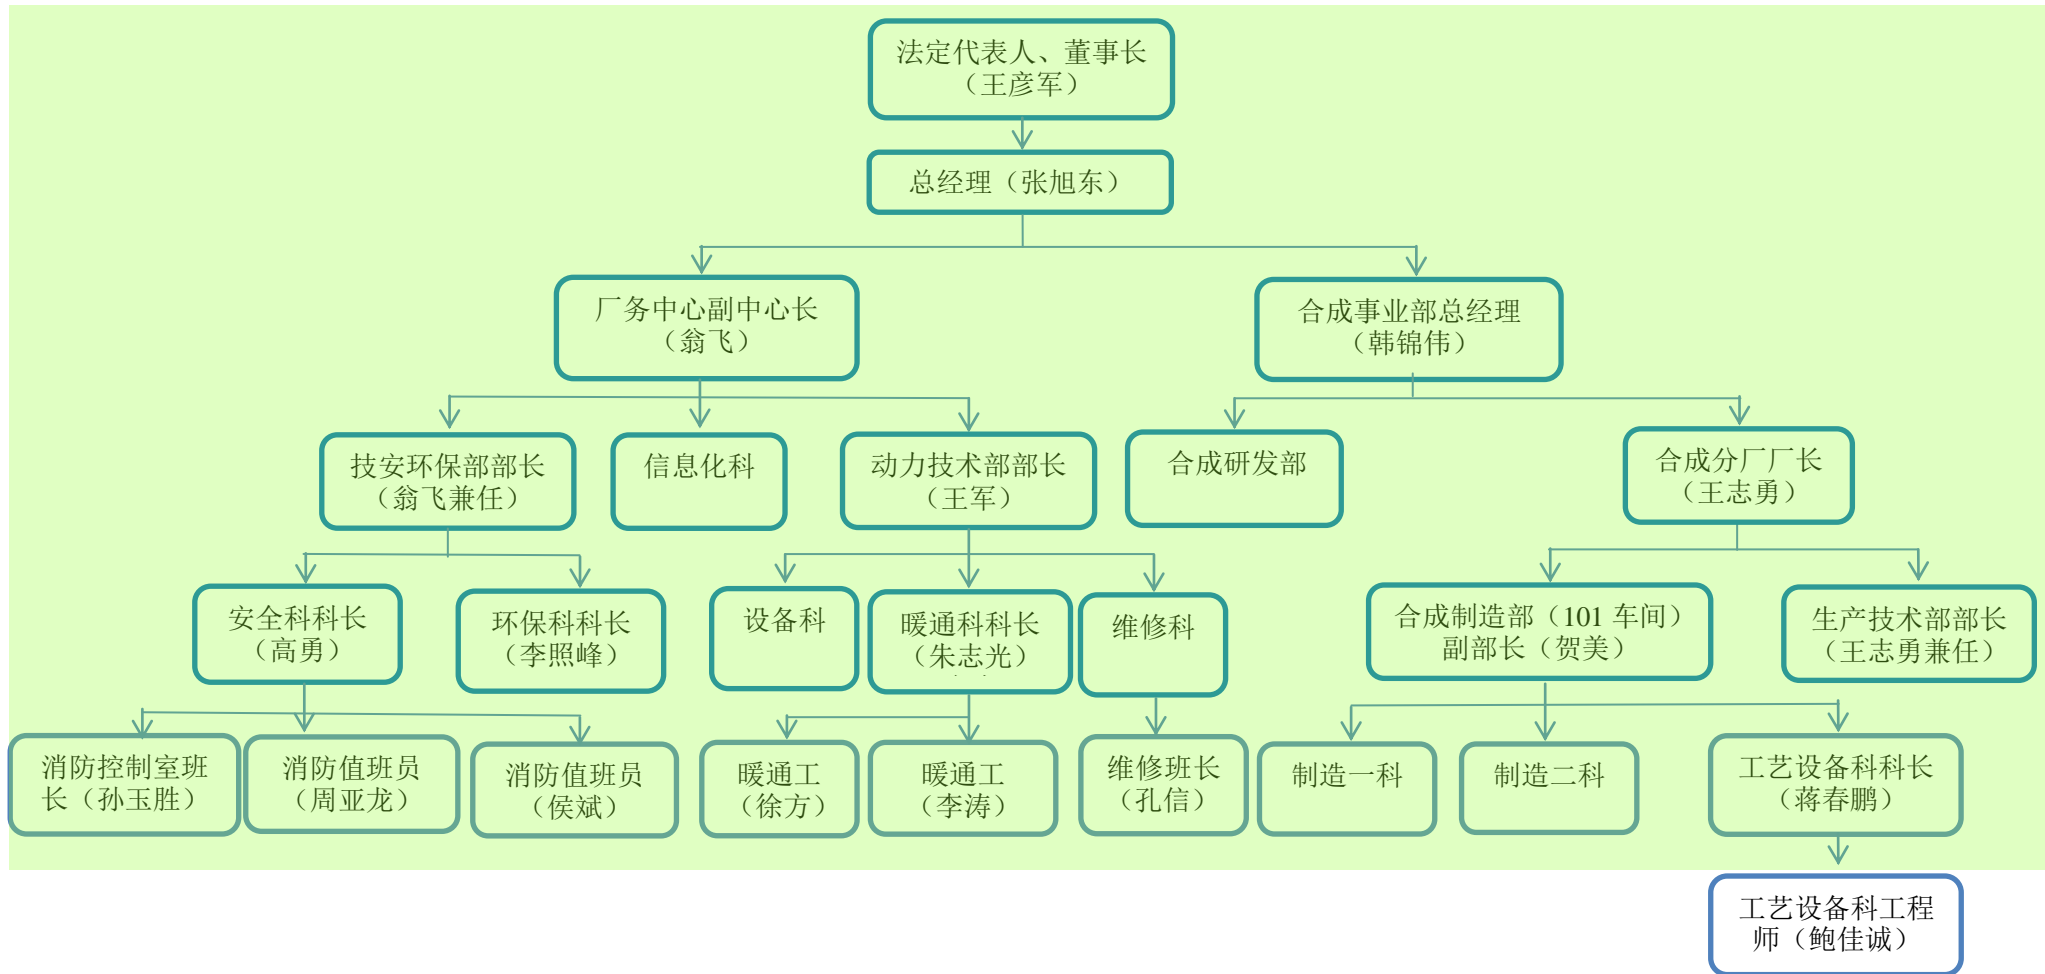 法定代表人、董事长
（王彦军）
总经理（张旭东）
厂务中心副中心长
（翁飞）
合成事业部总经理
（韩锦伟）
技安环保部部长
（翁飞兼任）
信息化科
动力技术部部长
（王军）
合成研发部
合成分厂厂长
（王志勇）
安全科科长
（高勇）
环保科科长
（李照峰）
设备科
暖通科科长
（朱志光）
维修科
合成制造部（101 车间）
副部长（贺美）
生产技术部部长
（王志勇兼任）
消防控制室班
长（孙玉胜）
消防值班员
（周亚龙）
消防值班员
（侯斌）
暖通工
（徐方）
暖通工
（李涛）
维修班长
（孔信）
制造一科
制造二科
工艺设备科科长
（蒋春鹏）
工艺设备科工程
师（鲍佳诚）